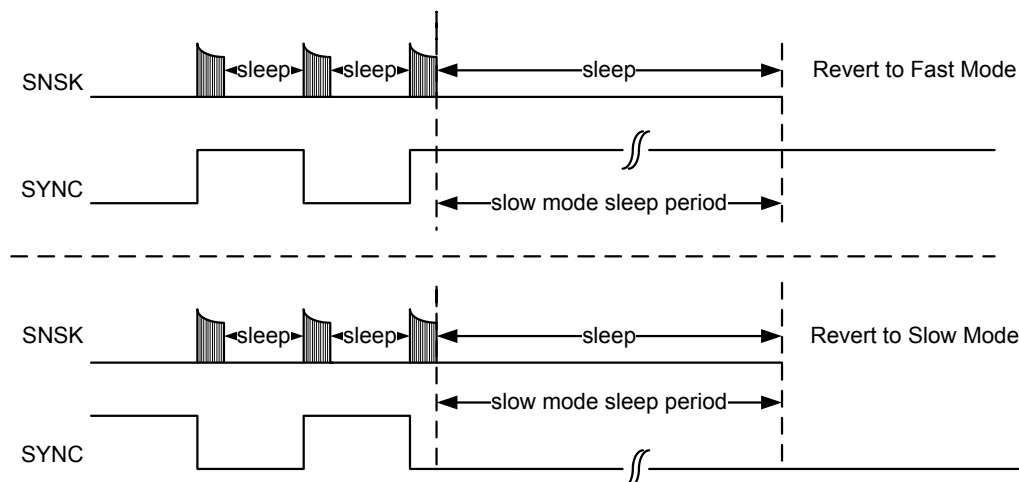 SNSK
sleep
sleep
sleep
Revert to Fast Mode
SYNC
slow mode sleep period
SNSK
sleep
sleep
sleep
Revert to Slow Mode
slow mode sleep period
SYNC